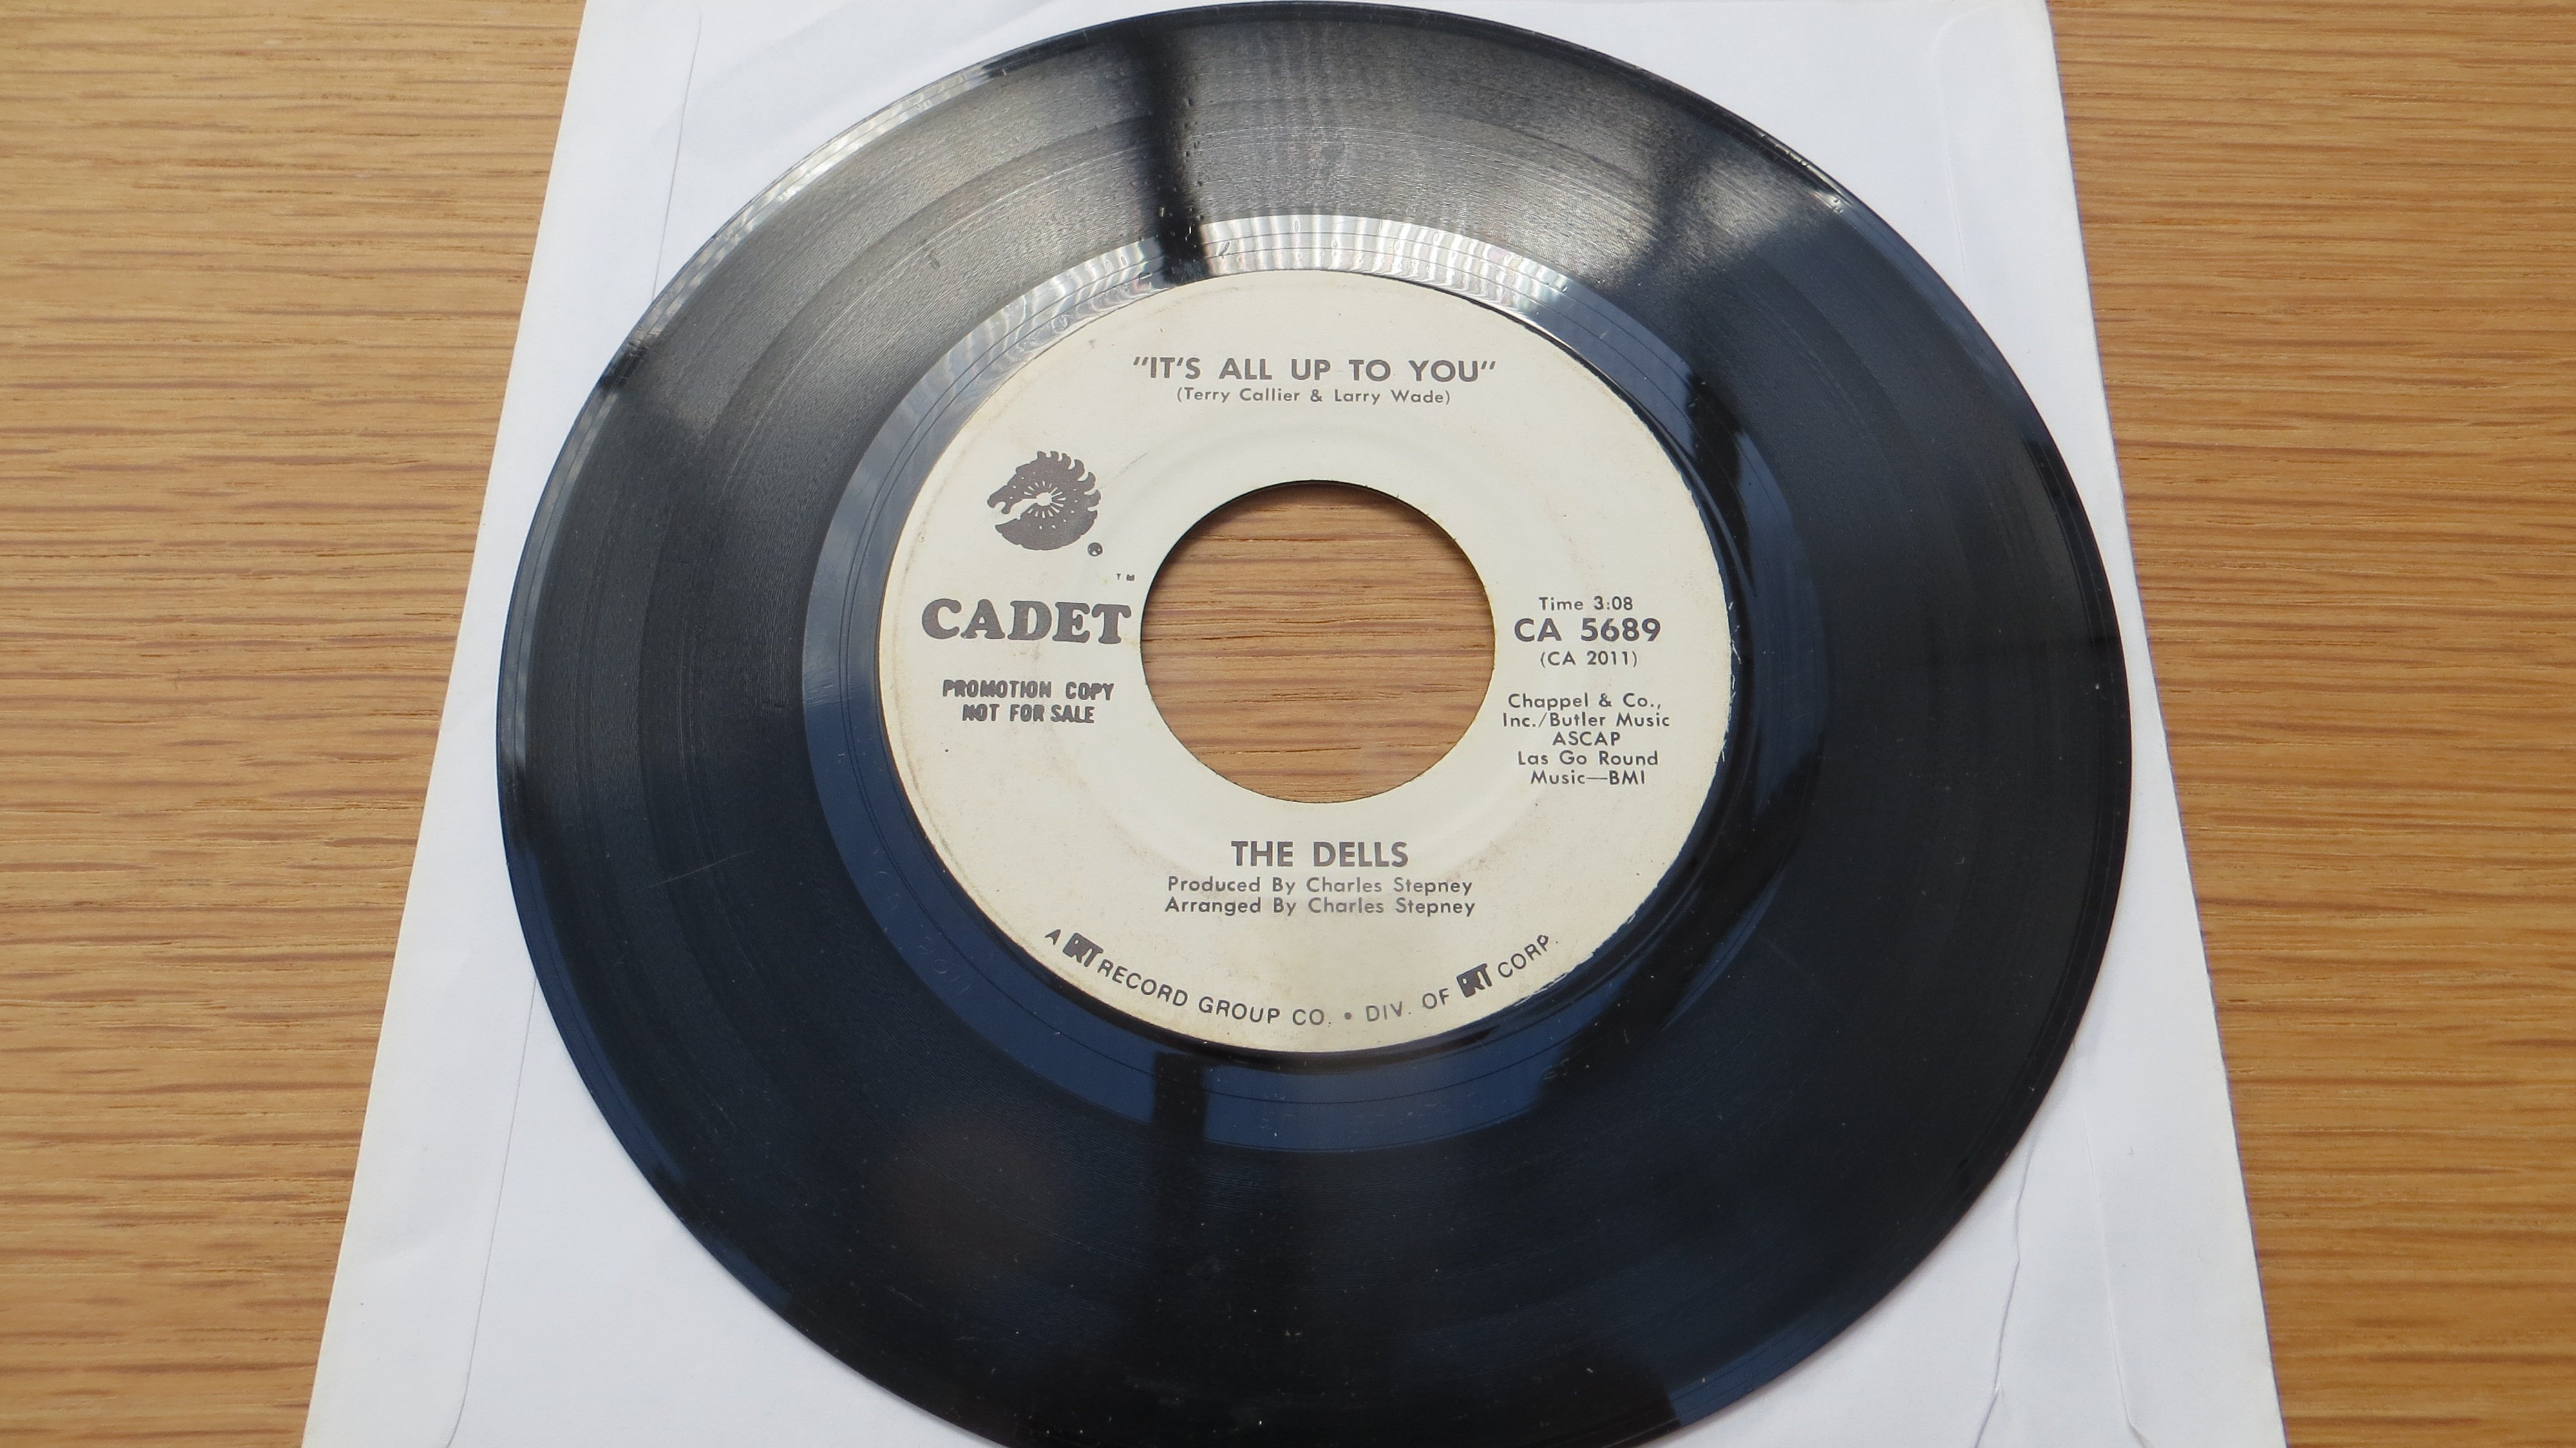 "IT'S ALL UP TO YOU"
(Terry Callier & Larry Wade)
®
TM
CADET
PROMOTION COPY
NOT FOR SALE
Time 3:08
CA 5689
(CA 2011)
Chappel & Co.,
Inc./Butler Music
ASCAP
Las Go Round
Music—BMI
THE DELLS
Produced By Charles Stepney
Arranged By Charles Stepney
A GRT RECORD GROUP CO. • DIV. OF GRT CORP.